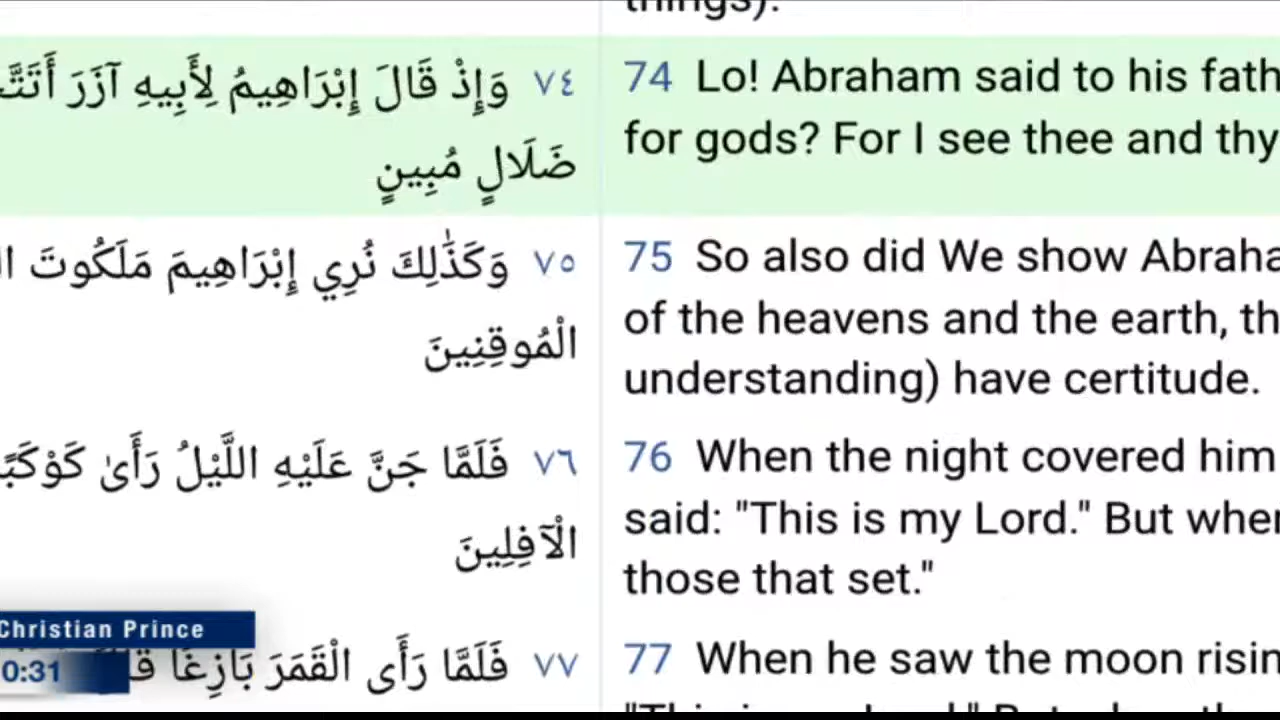 things).
وَإِذْ قَالَ إِبْرَاهِيمُ لِأَبِيهِ آزَرَ ٧٤
ضَلَالٍ مُبِينٍ
74 Lo! Abraham said to his fath
for gods? For I see thee and thy
وَكَذَٰلِكَ نُرِي إِبْرَاهِيمَ مَلَكُوتَ ٧٥
الْمُوقِنِينَ
75 So also did We show Abraha
of the heavens and the earth, th
understanding) have certitude.
فَلَمَّا جَنَّ عَلَيْهِ اللَّيْلُ رَأَىٰ ٧٦
الْآفِلِينَ
76 When the night covered him
said: "This is my Lord." But when
those that set."
فَلَمَّا رَأَى الْقَمَرَ بَازِغًا ٧٧
77 When he saw the moon risin
Christian Prince
0:31